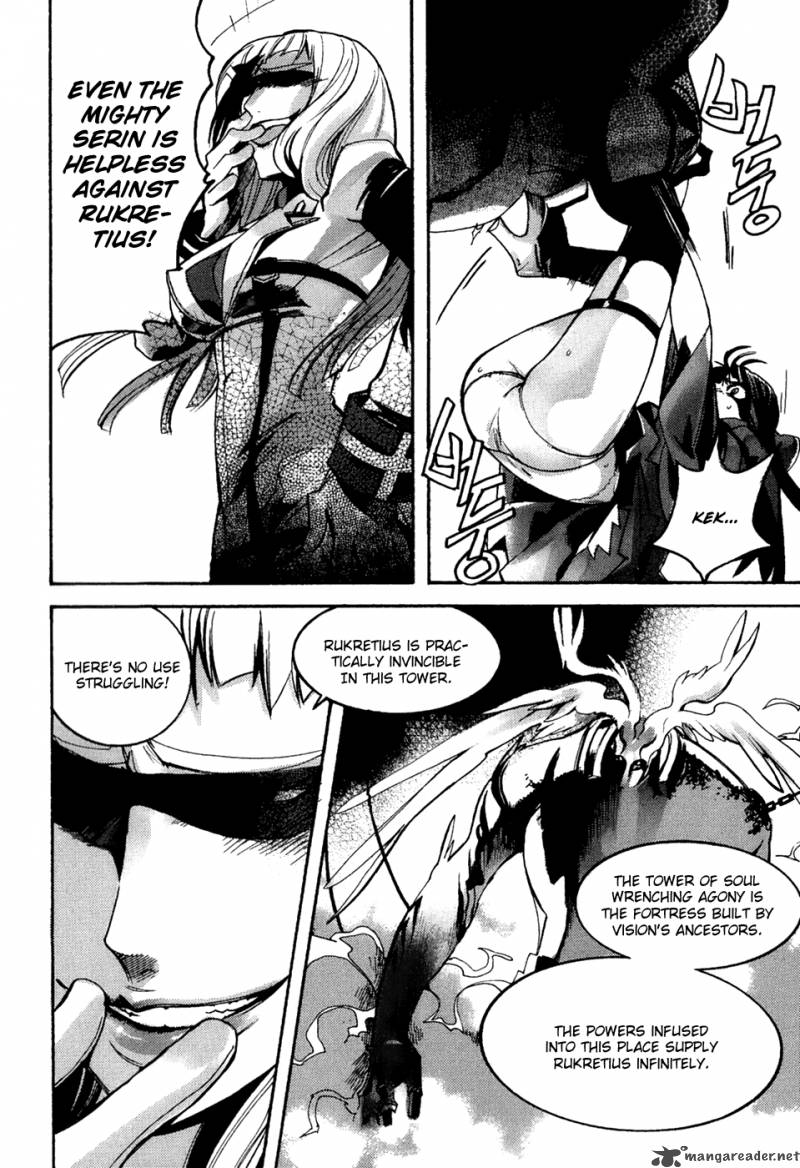 EVEN THE
MIGHTY
SERIN IS
HELPLESS
AGAINST
RUKRE-
TIUS!
버둥
버둥
KEK...
THERE'S NO USE
STRUGGLING!
RUKRETIUS IS PRAC-
TICALLY INVINCIBLE
IN THIS TOWER.
THE TOWER OF SOUL
WRENCHING AGONY IS
THE FORTRESS BUILT BY
VISION'S ANCESTORS.
THE POWERS INFUSED
INTO THIS PLACE SUPPLY
RUKRETIUS INFINITELY.
mangareader.net